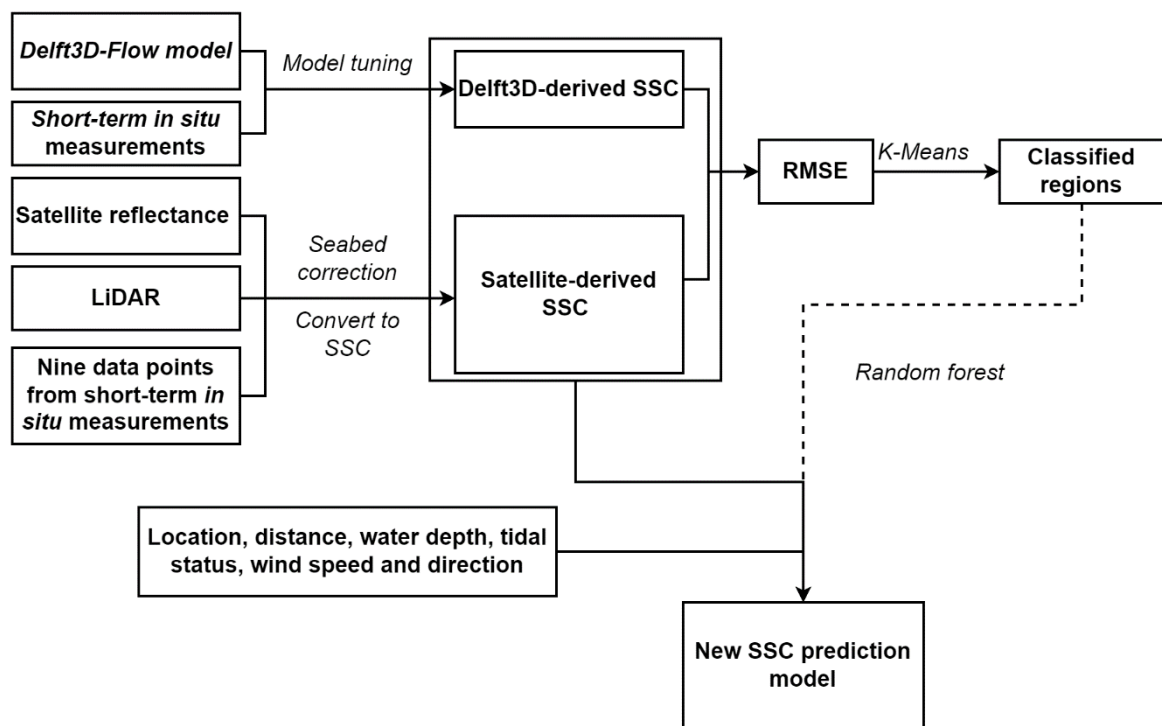 Delft3D-Flow model
Model tuning
Delft3D-derived SSC
Short-term in situ
measurements
RMSE
K-Means
Classified
regions
Satellite reflectance
LiDAR
Nine data points
from short-term in
situ measurements
Seabed
correction
Convert to
SSC
Satellite-derived
SSC
Random forest
Location, distance, water depth, tidal
status, wind speed and direction
New SSC prediction
model